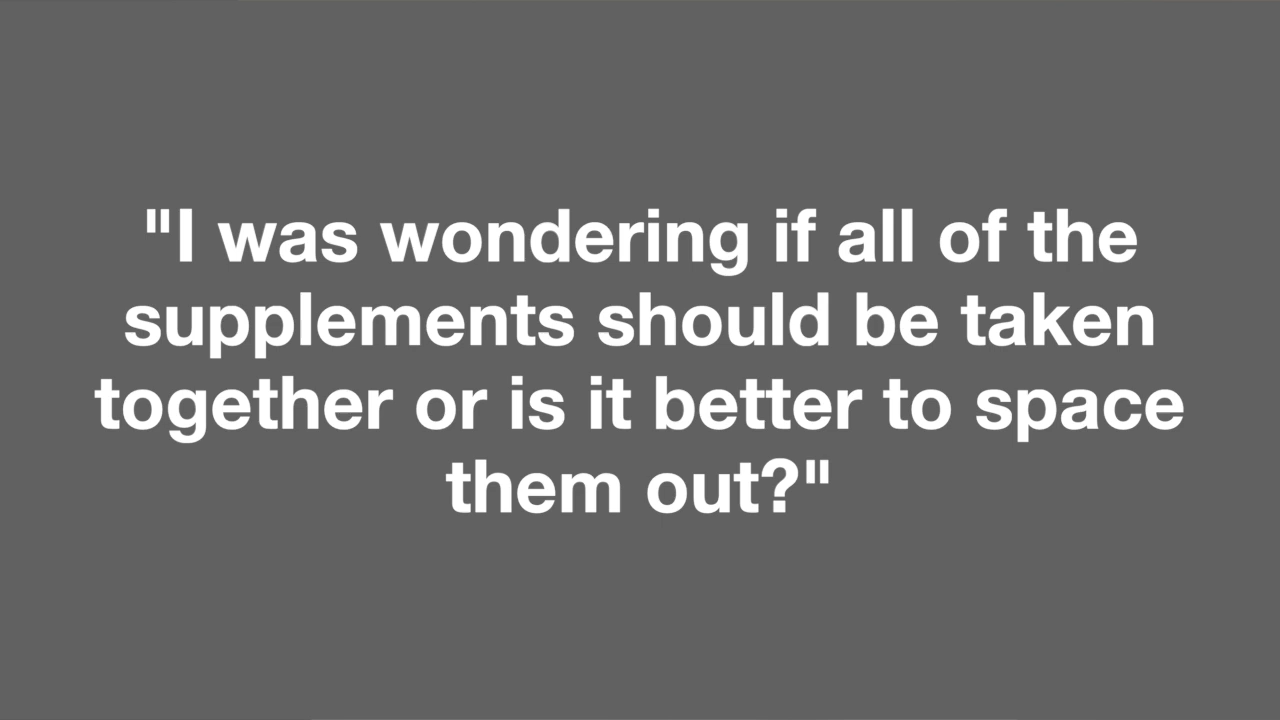 "I was wondering if all of the
supplements should be taken
together or is it better to space
them out?"